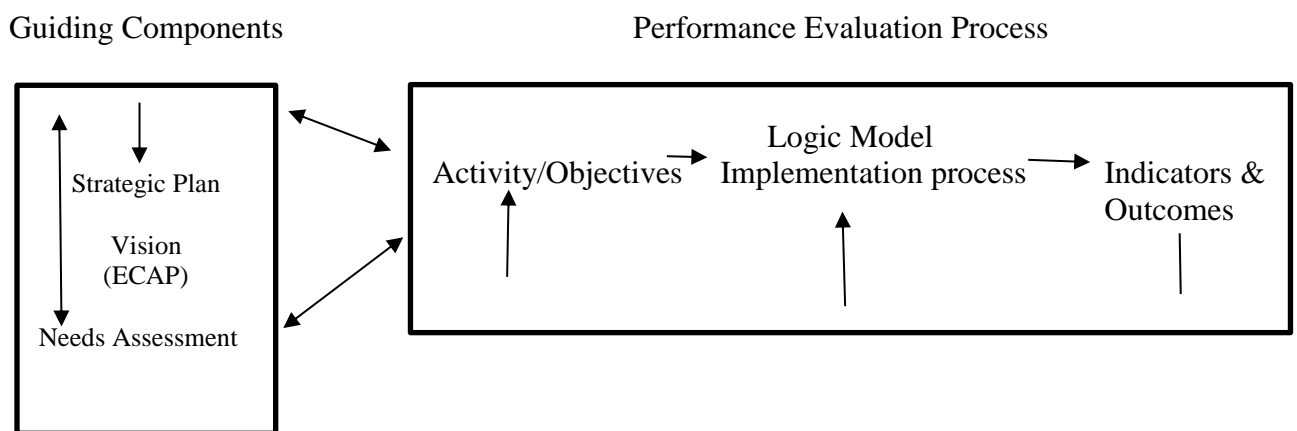 Guiding Components
Performance Evaluation Process
Strategic Plan
Vision
(ECAP)
Needs Assessment
Activity/Objectives
Logic Model
Implementation process
Indicators &
Outcomes